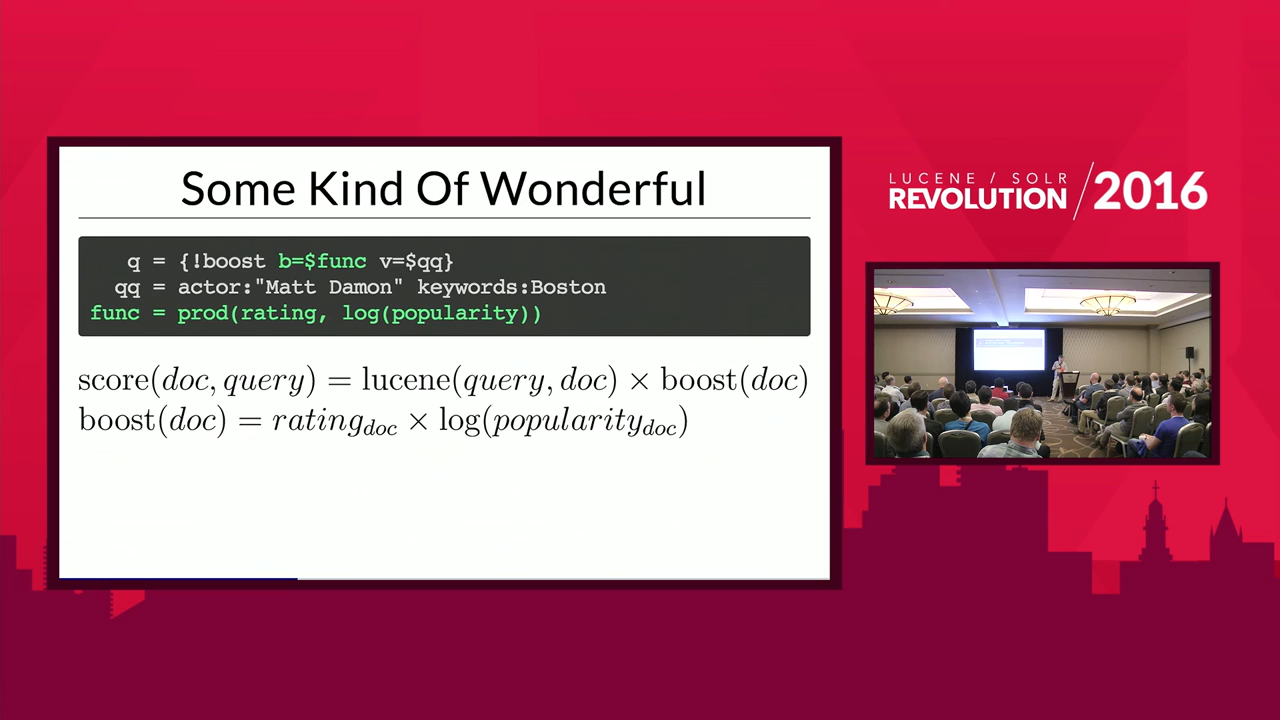 Some Kind Of Wonderful
q = {!boost b=$func v=$qq}
qq = actor:"Matt Damon" keywords:Boston
func = prod(rating, log(popularity))
score(doc, query) = lucene(query, doc) × boost(doc)
boost(doc) = rating_doc × log(popularity_doc)
LUCENE / SOLR
REVOLUTION / 2016